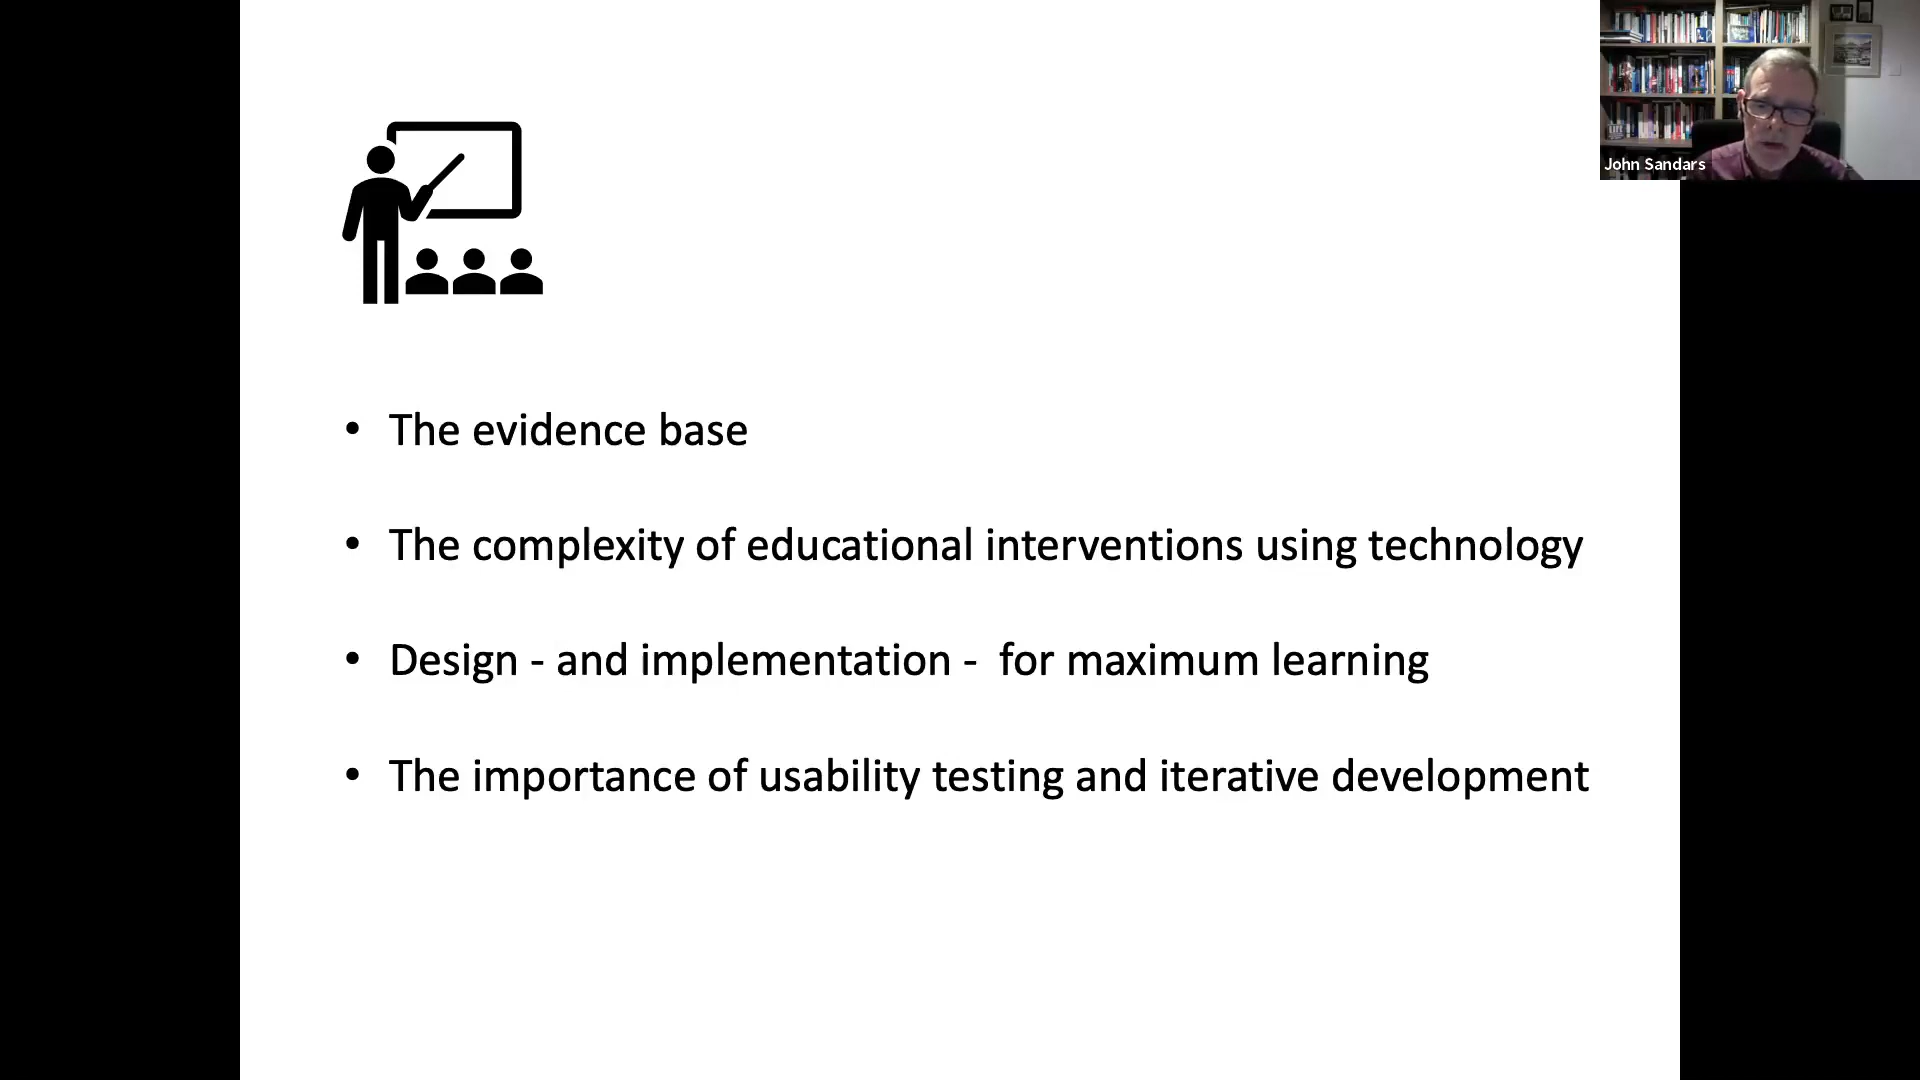 John Sandars
• The evidence base
• The complexity of educational interventions using technology
• Design - and implementation -  for maximum learning
• The importance of usability testing and iterative development